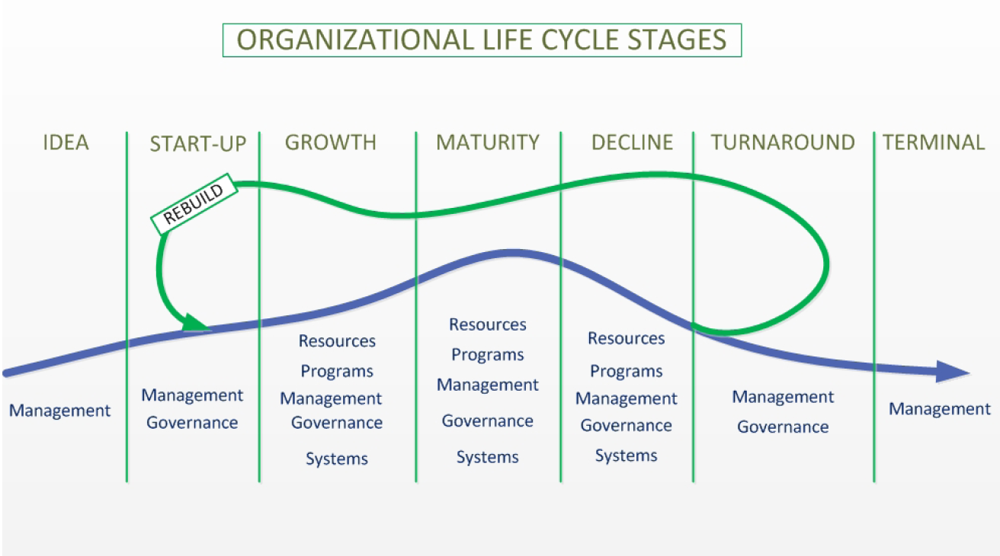 ORGANIZATIONAL LIFE CYCLE STAGES
IDEA
START-UP
GROWTH
MATURITY
DECLINE
TURNAROUND
TERMINAL
REBUILD
Management
Management
Governance
Resources
Programs
Management
Governance
Systems
Resources
Programs
Management
Governance
Systems
Resources
Programs
Management
Governance
Systems
Management
Governance
Management